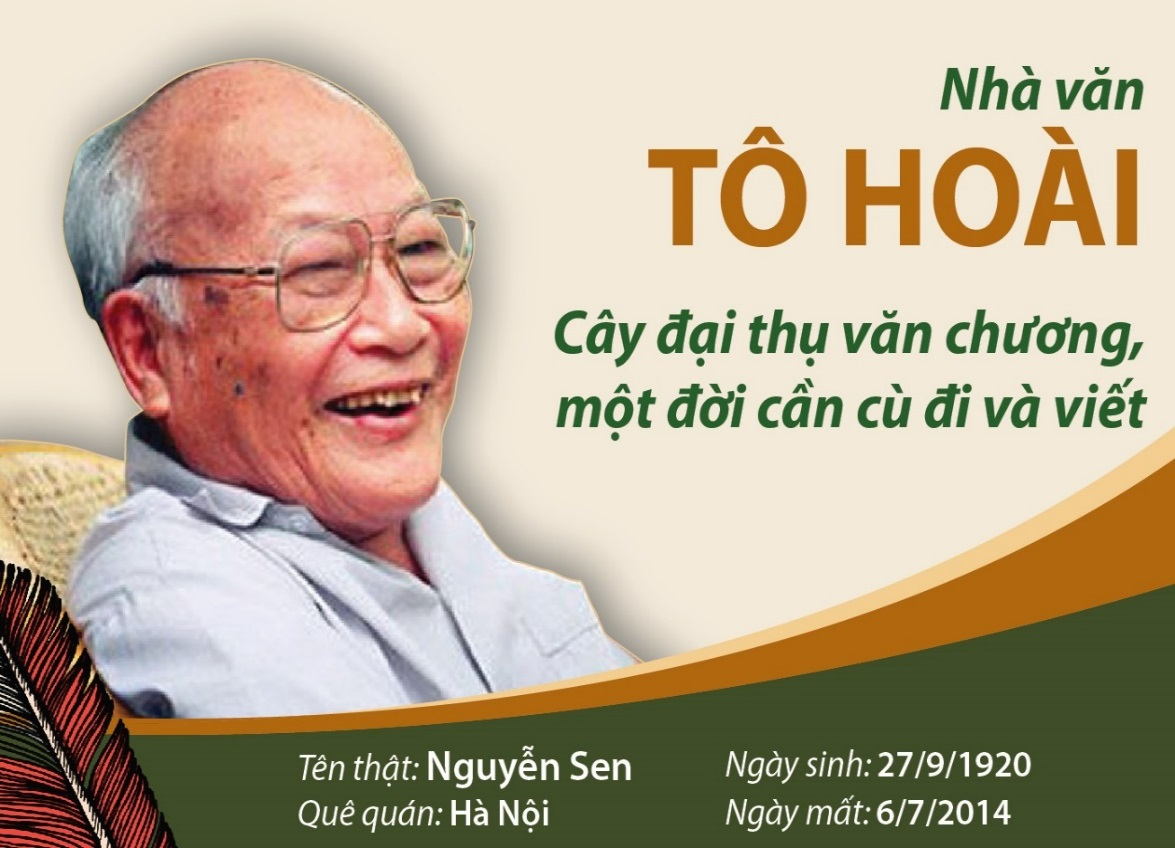 Nhà văn
TÔ HOÀI
Cây đại thụ văn chương,
một đời cần cù đi và viết
Tên thật: Nguyễn Sen
Quê quán: Hà Nội
Ngày sinh: 27/9/1920
Ngày mất: 6/7/2014